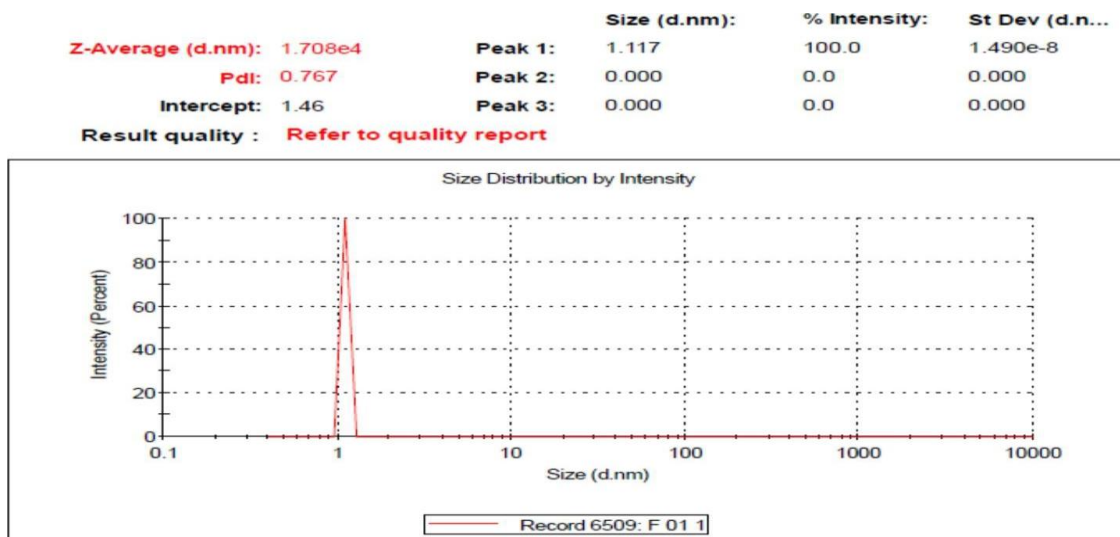 Size (d.nm): % Intensity: St Dev (d.n...
Z-Average (d.nm): 1.708e4 Peak 1: 1.117 100.0 1.490e-8
PdI: 0.767 Peak 2: 0.000 0.0 0.000
Intercept: 1.46 Peak 3: 0.000 0.0 0.000
Result quality : Refer to quality report
Size Distribution by Intensity
Intensity (Percent)
100
80
60
40
20
0
0.1 1 10 100 1000 10000
Size (d.nm)
Record 6509: F 01 1